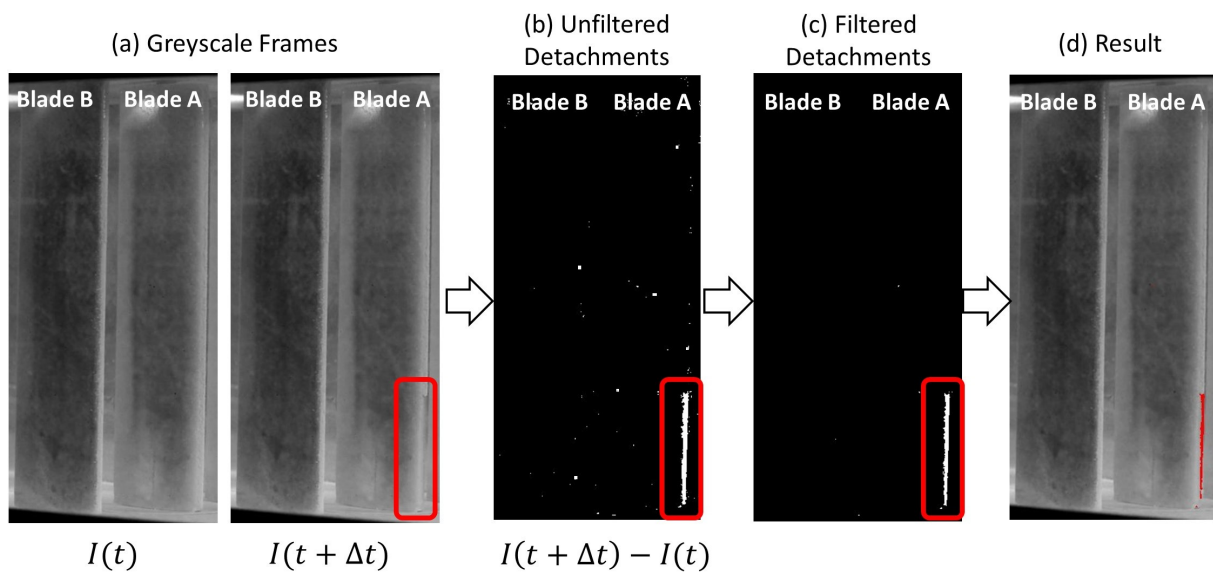 (a) Greyscale Frames
(b) Unfiltered
Detachments
(c) Filtered
Detachments
(d) Result
Blade B Blade A
Blade B Blade A
Blade B Blade A
Blade B Blade A
Blade B Blade A
I(t)
I(t + Δt)
I(t + Δt) − I(t)